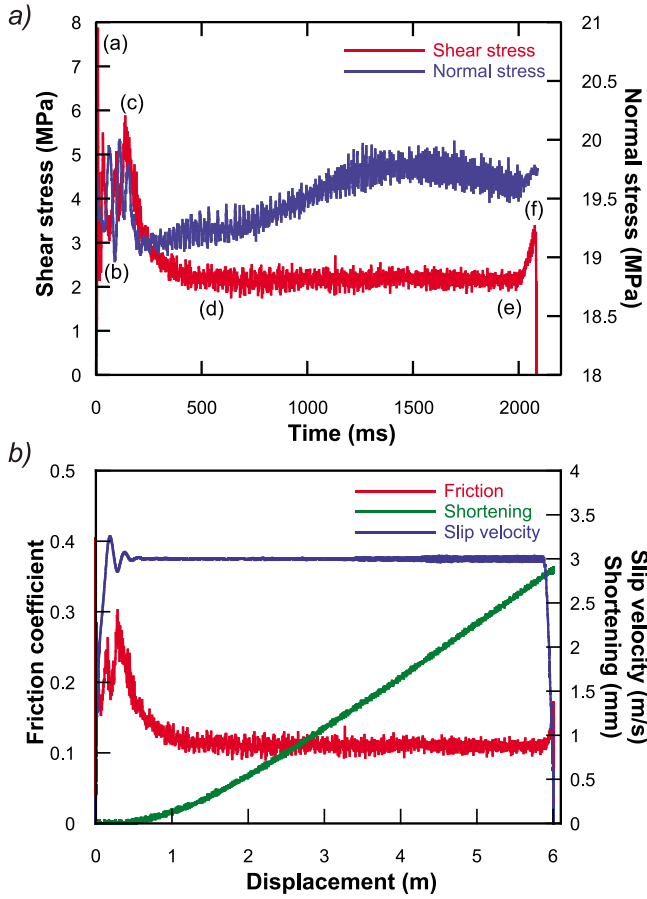 a)
8
7
6
5
4
3
2
1
0
Shear stress (MPa)
(a)
(b)
(c)
(d)
(e)
(f)
Shear stress
Normal stress
21
20.5
20
19.5
19
18.5
18
Normal stress
(MPa)
0
500
1000
1500
2000
Time (ms)
b)
0.5
0.4
0.3
0.2
0.1
0
Friction coefficient
Friction
Shortening
Slip velocity
4
3.5
3
2.5
2
1.5
1
0.5
0
Slip velocity (m/s)
Shortening (mm)
0
1
2
3
4
5
6
Displacement (m)